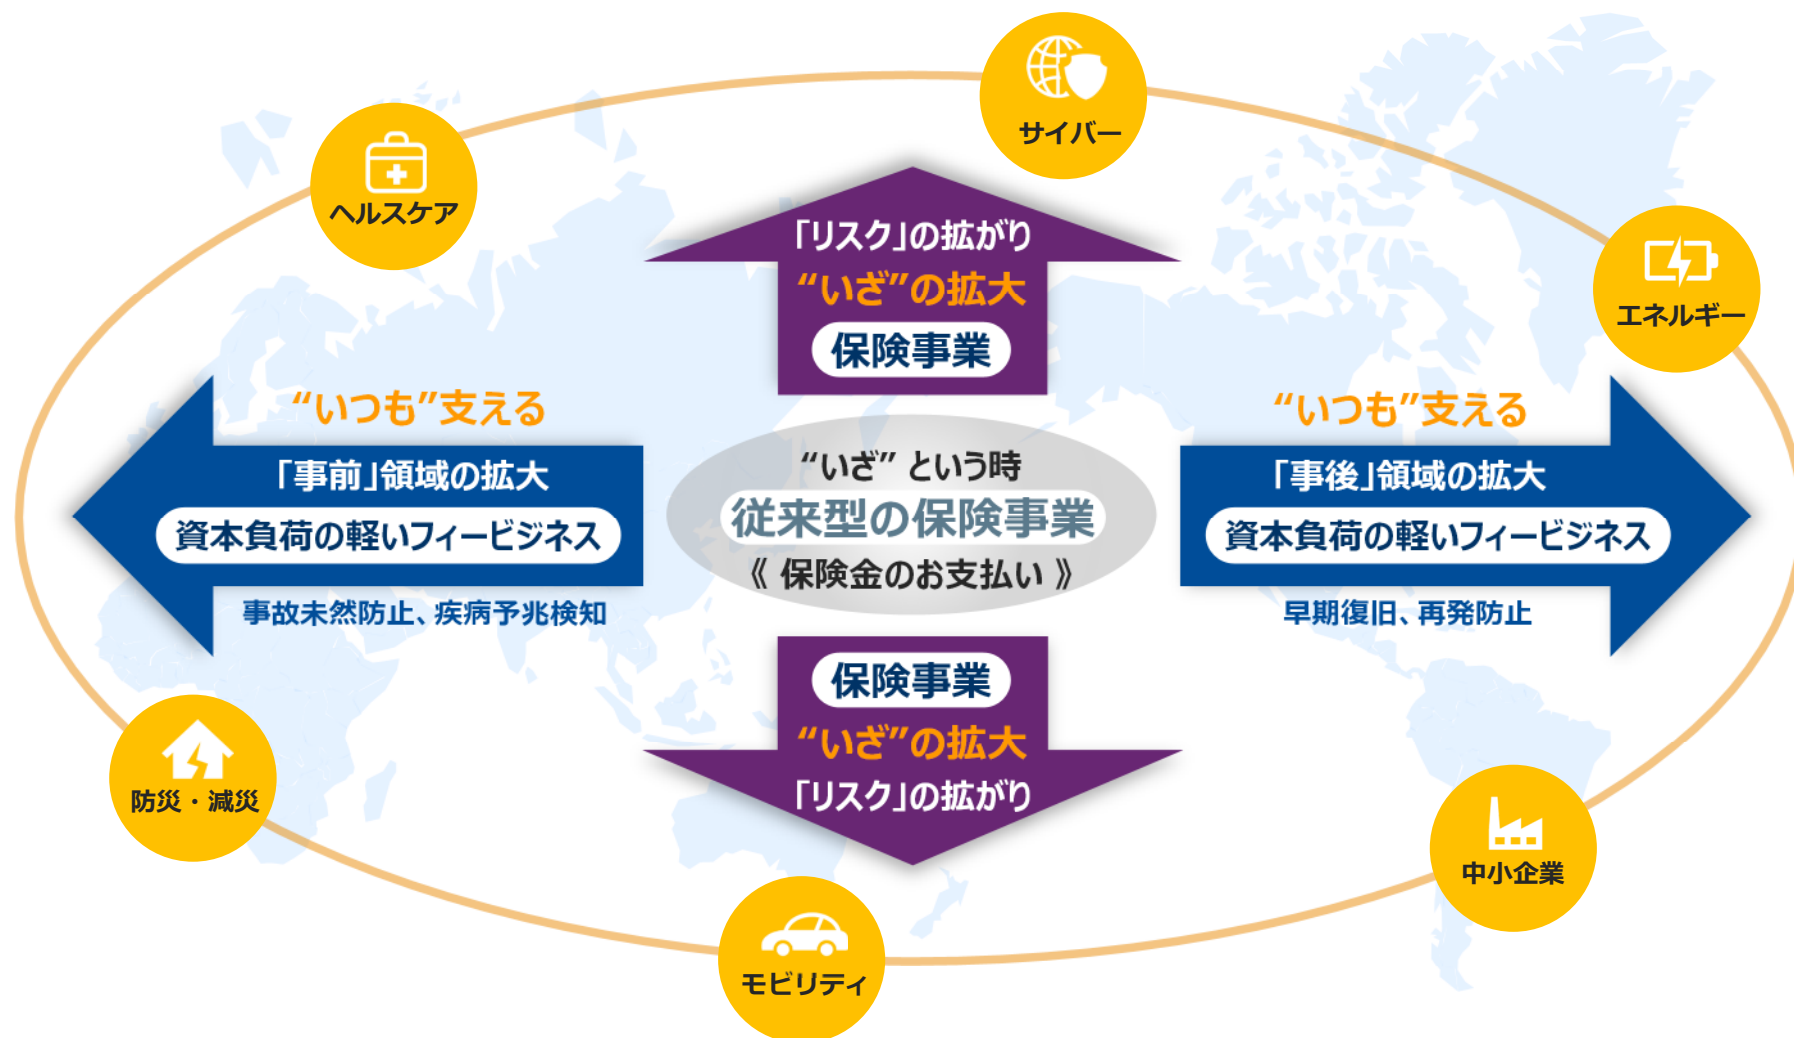 サイバー
ヘルスケア
エネルギー
「リスク」の拡がり
“いざ”の拡大
保険事業
“いつも”支える
「事前」領域の拡大
資本負荷の軽いフィービジネス
事故未然防止、疾病予兆検知
“いざ” という時
従来型の保険事業
《 保険金のお支払い 》
“いつも”支える
「事後」領域の拡大
資本負荷の軽いフィービジネス
早期復旧、再発防止
保険事業
“いざ”の拡大
「リスク」の拡がり
防災・減災
中小企業
モビリティ